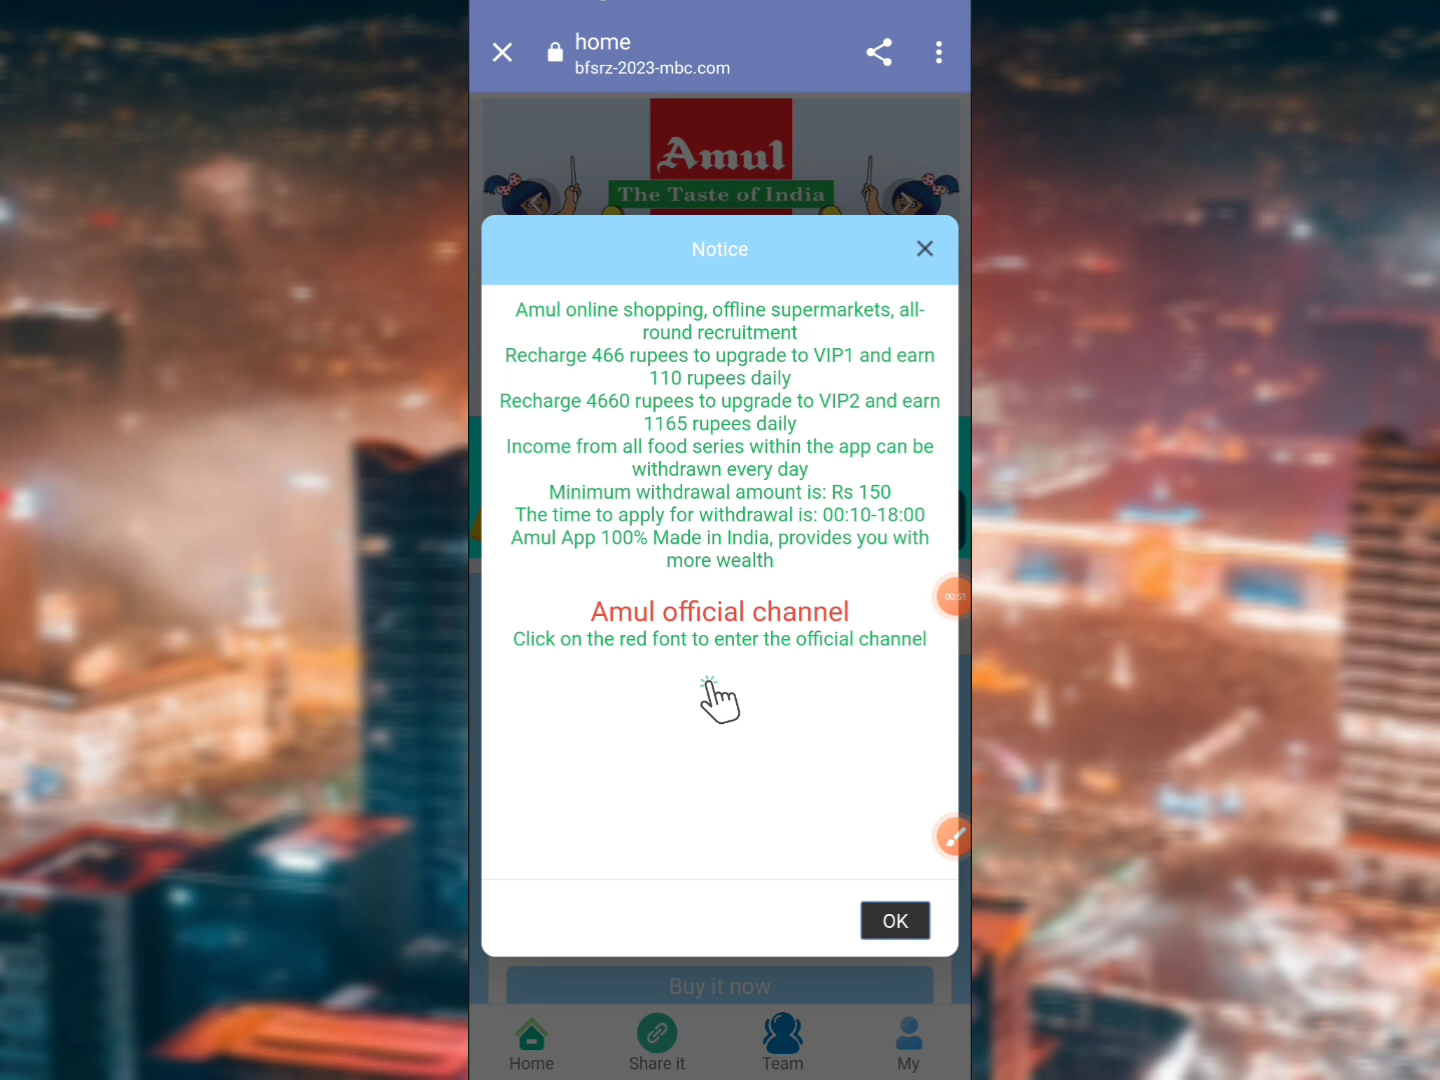 home
bfsrz-2023-mbc.com
Amul
The Taste of India
Notice
Amul online shopping, offline supermarkets, all-
round recruitment
Recharge 466 rupees to upgrade to VIP1 and earn
110 rupees daily
Recharge 4660 rupees to upgrade to VIP2 and earn
1165 rupees daily
Income from all food series within the app can be
withdrawn every day
Minimum withdrawal amount is: Rs 150
The time to apply for withdrawal is: 00:10-18:00
Amul App 100% Made in India, provides you with
more wealth
00:51
Amul official channel
Click on the red font to enter the official channel
OK
Buy it now
Home
Share it
Team
My